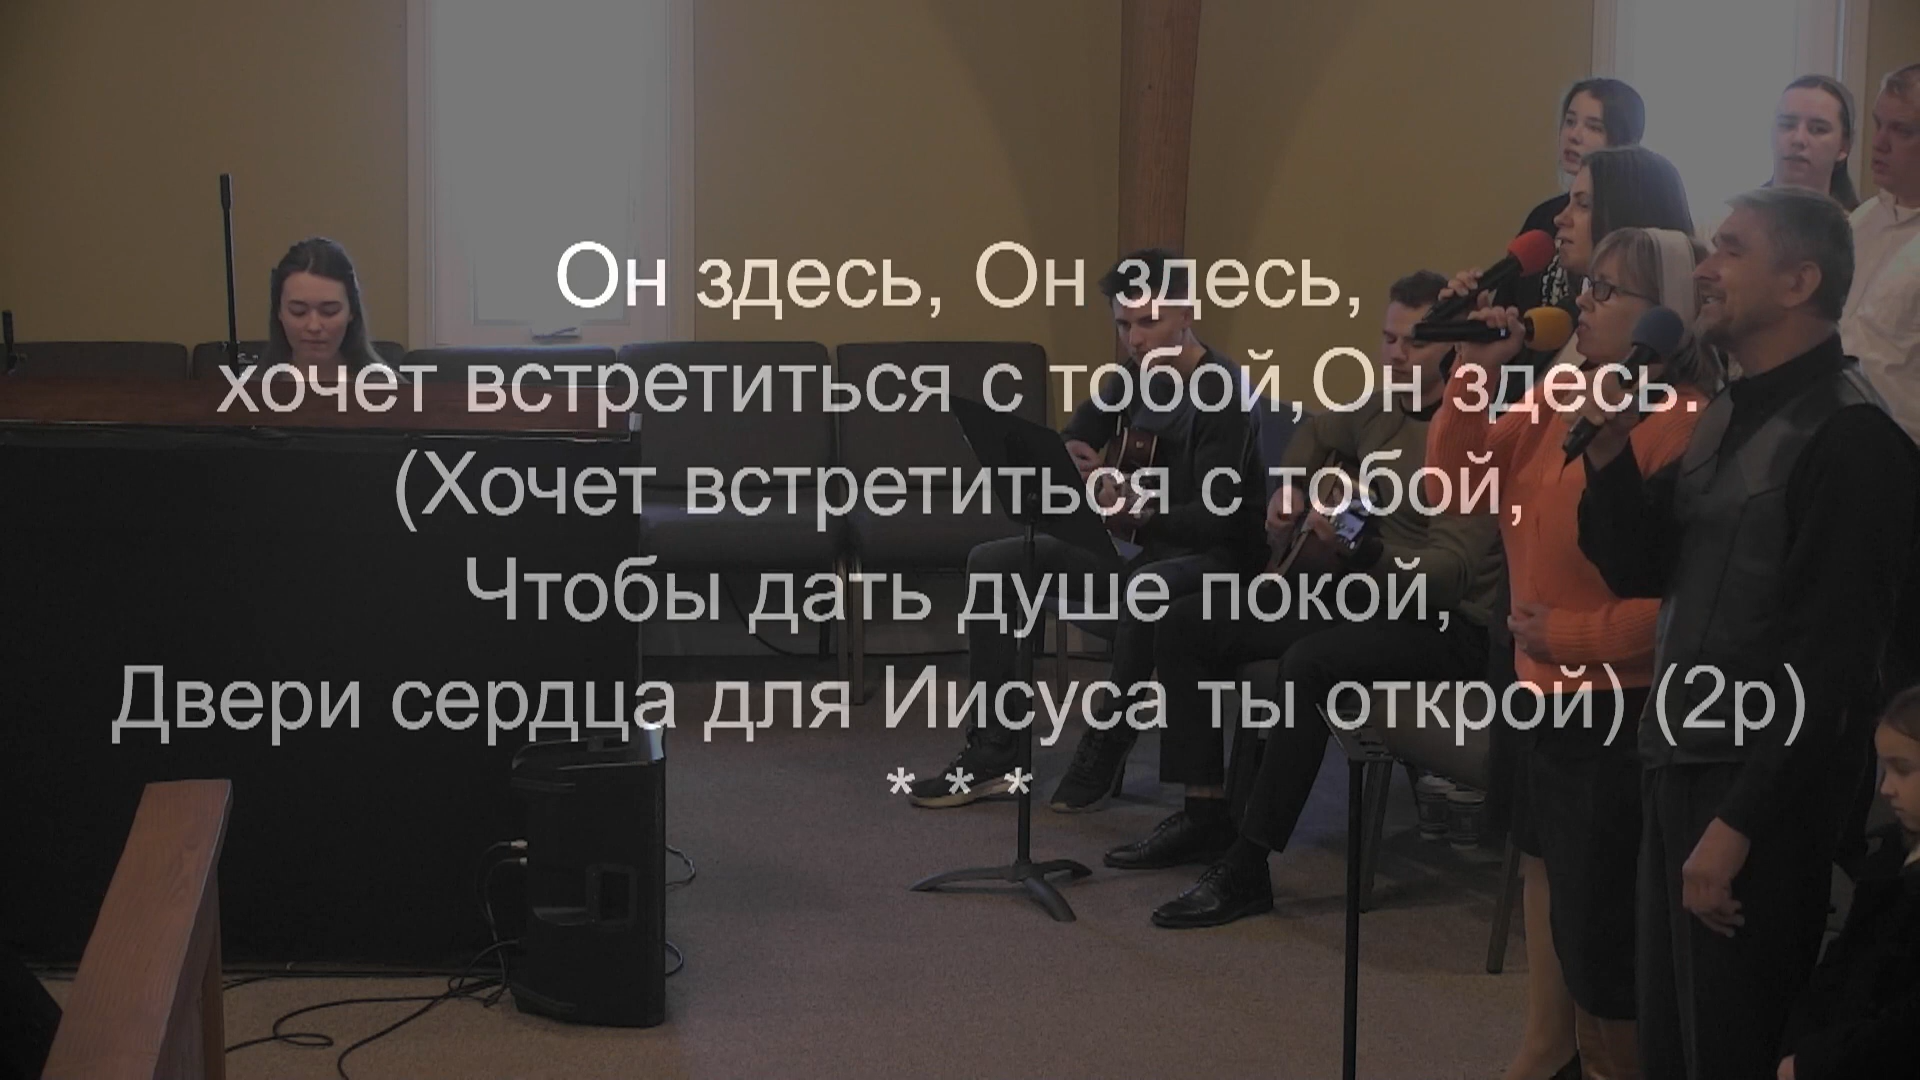 Он здесь, Он здесь,
хочет встретиться с тобой,Он здесь.
(Хочет встретиться с тобой,
Чтобы дать душе покой,
Двери сердца для Иисуса ты открой) (2р)
* * *